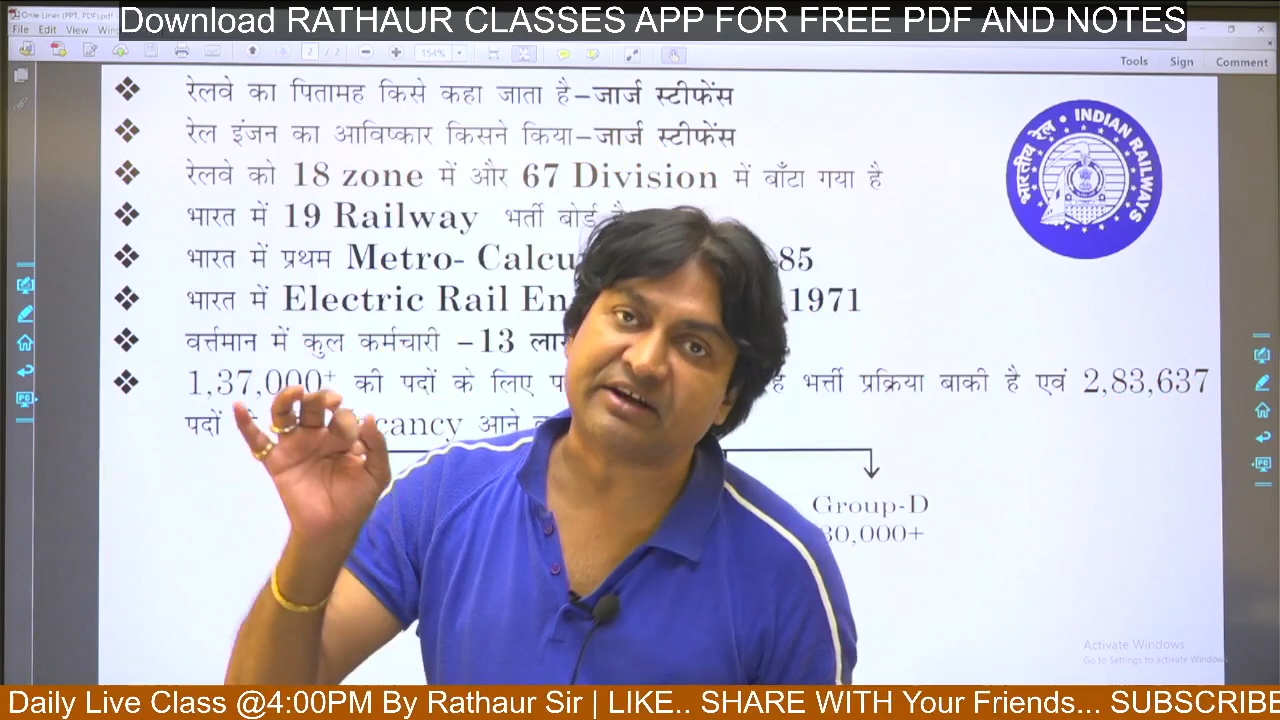 Download RATHAUR CLASSES APP FOR FREE PDF AND NOTES
File Edit View
2 / 2 154% Tools Sign Comment
रेलवे का पितामह किसे कहा जाता है–जार्ज स्टीफेंस
रेल इंजन का आविष्कार किसने किया–जार्ज स्टीफेंस
रेलवे को 18 zone में और 67 Division में बाँटा गया है
भारतीय रेल • INDIAN RAILWAYS
भारत में 19 Railway भर्ती बोर्ड
भारत में प्रथम Metro- Calcu 85
भारत में Electric Rail En 1971
वर्त्तमान में कुल कर्मचारी –13
1,37,000+ की पदों के लिए भर्त्ती प्रक्रिया बाकी है एवं 2,83,637
पदों cancy आने
Group-D
30,000+
Activate Windows
Go to Settings to activate Windows
Daily Live Class @4:00PM By Rathaur Sir | LIKE.. SHARE WITH Your Friends... SUBSCRIBE